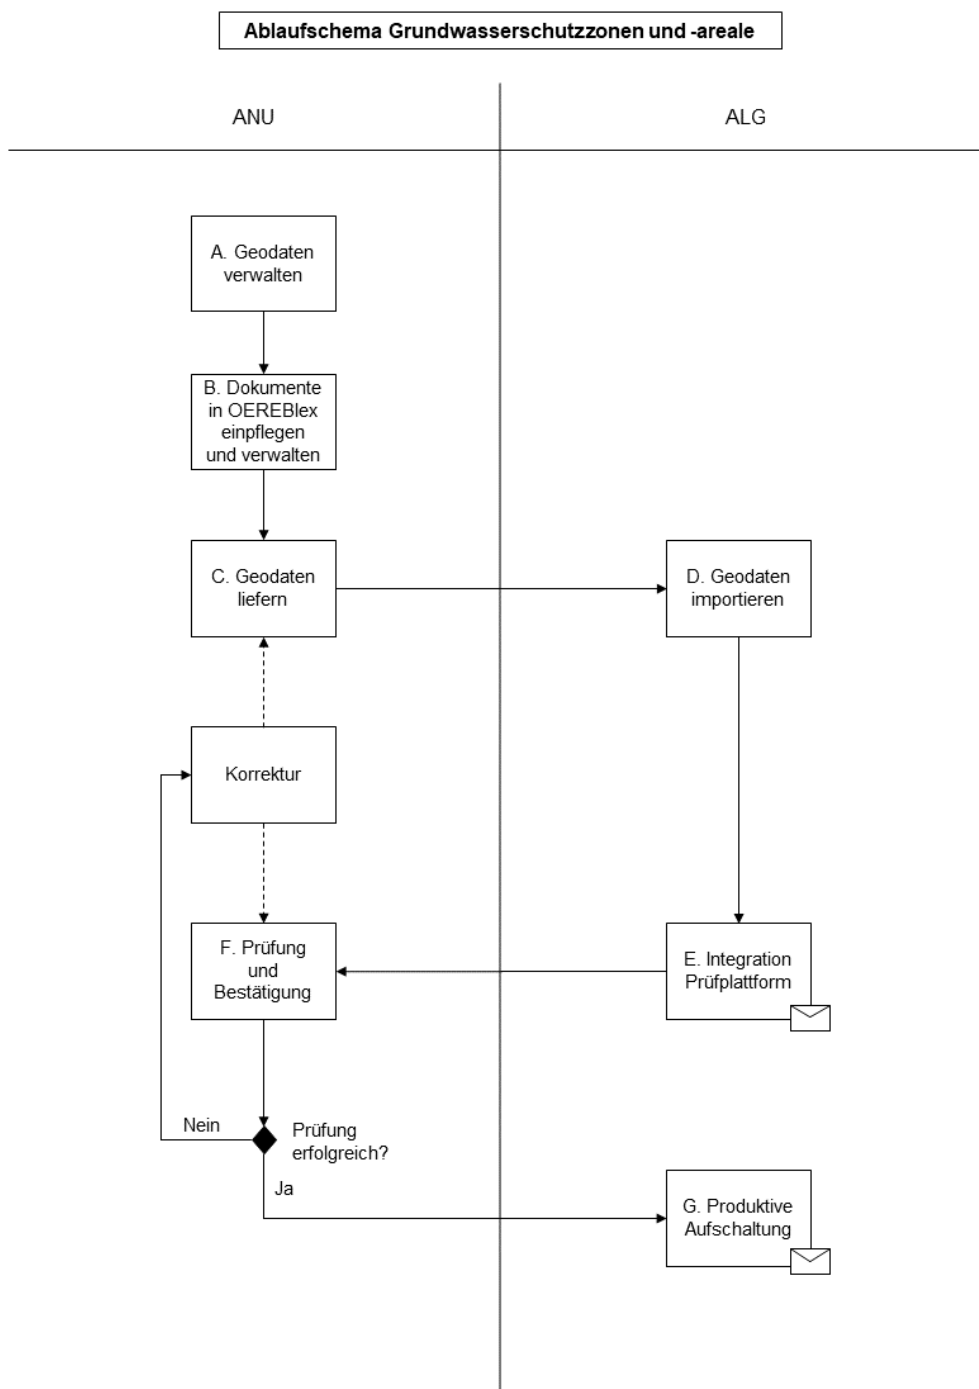 Ablaufschema Grundwasserschutzzonen und -areale
ANU
ALG
A. Geodaten
verwalten
B. Dokumente
in OEREBlex
einpflegen
und verwalten
C. Geodaten
liefern
D. Geodaten
importieren
Korrektur
F. Prüfung
und
Bestätigung
E. Integration
Prüfplattform
Nein
Prüfung
erfolgreich?
Ja
G. Produktive
Aufschaltung